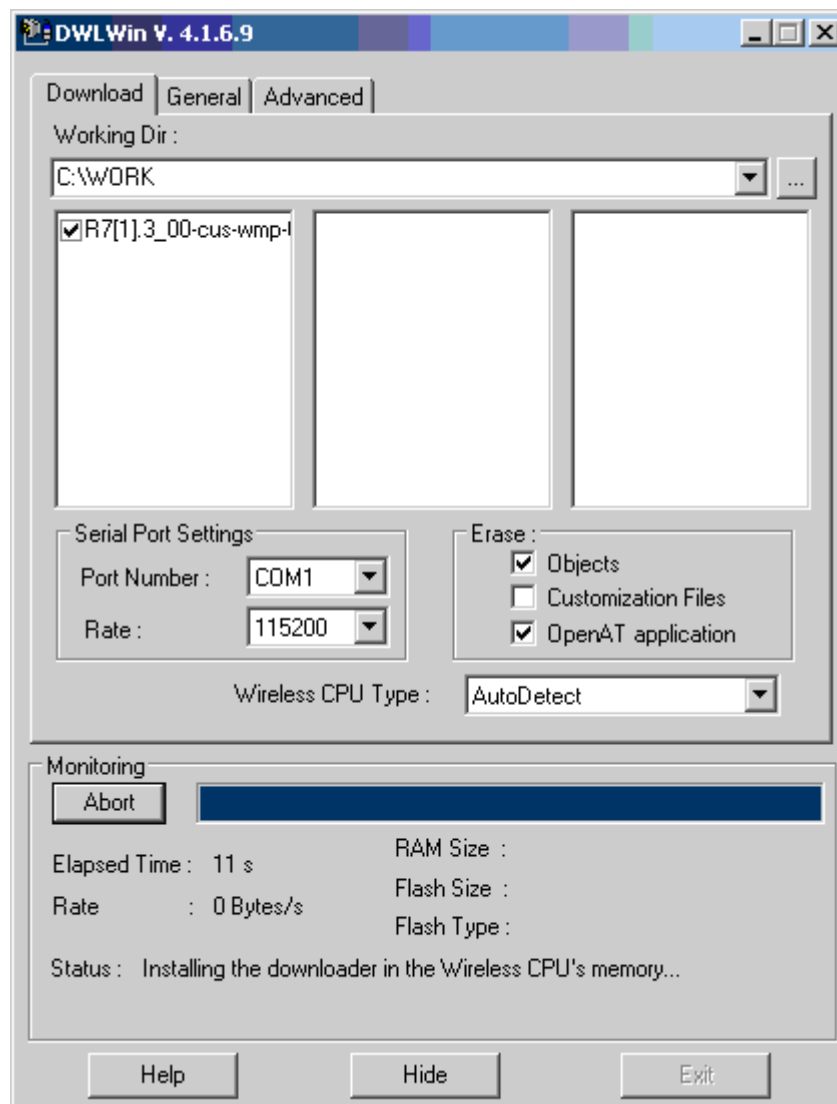 DWLWin V. 4.1.6.9
Download General Advanced
Working Dir :
C:\WORK
...
R7[1].3_00-cus-wmp-
Serial Port Settings
Port Number : COM1
Rate : 115200
Erase :
Objects
Customization Files
OpenAT application
Wireless CPU Type : AutoDetect
Monitoring
Abort
Elapsed Time : 11 s
Rate : 0 Bytes/s
RAM Size :
Flash Size :
Flash Type :
Status : Installing the downloader in the Wireless CPU's memory...
Help Hide Exit